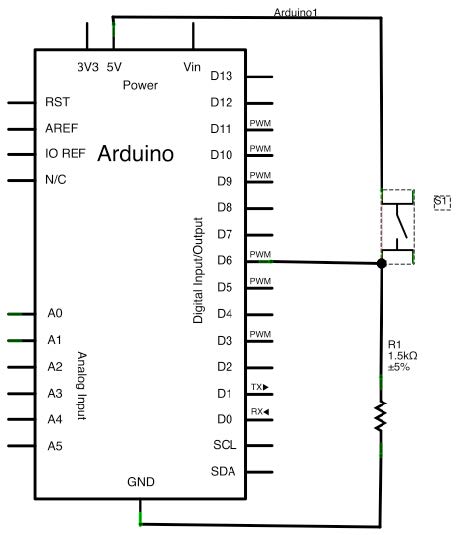 Arduino1
3V3 5V Vin
Power
D13
RST
D12
AREF
D11 PWM
IO REF
Arduino
D10 PWM
N/C
D9 PWM
D8
D7
S1
Digital Input/Output
D6 PWM
D5 PWM
A0
D4
A1
D3 PWM
R1
1.5kΩ
±5%
A2
D2
Analog Input
A3
D1 TX▶
A4
D0 RX◀
A5
SCL
SDA
GND